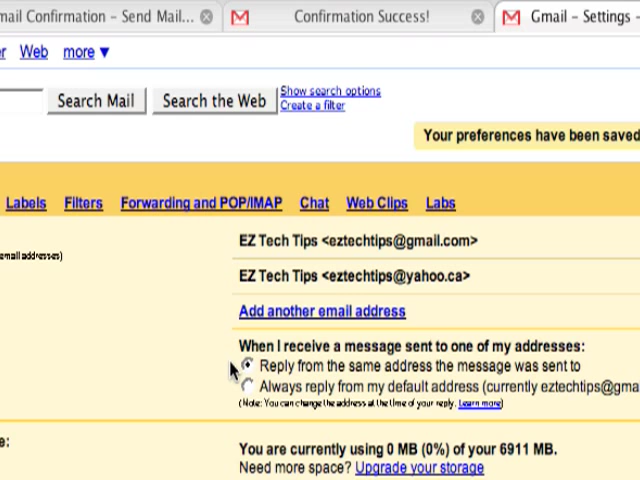 mail Confirmation – Send Mail... Confirmation Success! Gmail – Settings –
er Web more ▼
Search Mail Search the Web Show search options
Create a filter
Your preferences have been saved
Labels Filters Forwarding and POP/IMAP Chat Web Clips Labs
EZ Tech Tips <eztechtips@gmail.com>
email addresses)
EZ Tech Tips <eztechtips@yahoo.ca>
Add another email address
When I receive a message sent to one of my addresses:
Reply from the same address the message was sent to
Always reply from my default address (currently eztechtips@gma
(Note: You can change the address at the time of your reply. Learn more)
e: You are currently using 0 MB (0%) of your 6911 MB.
Need more space? Upgrade your storage